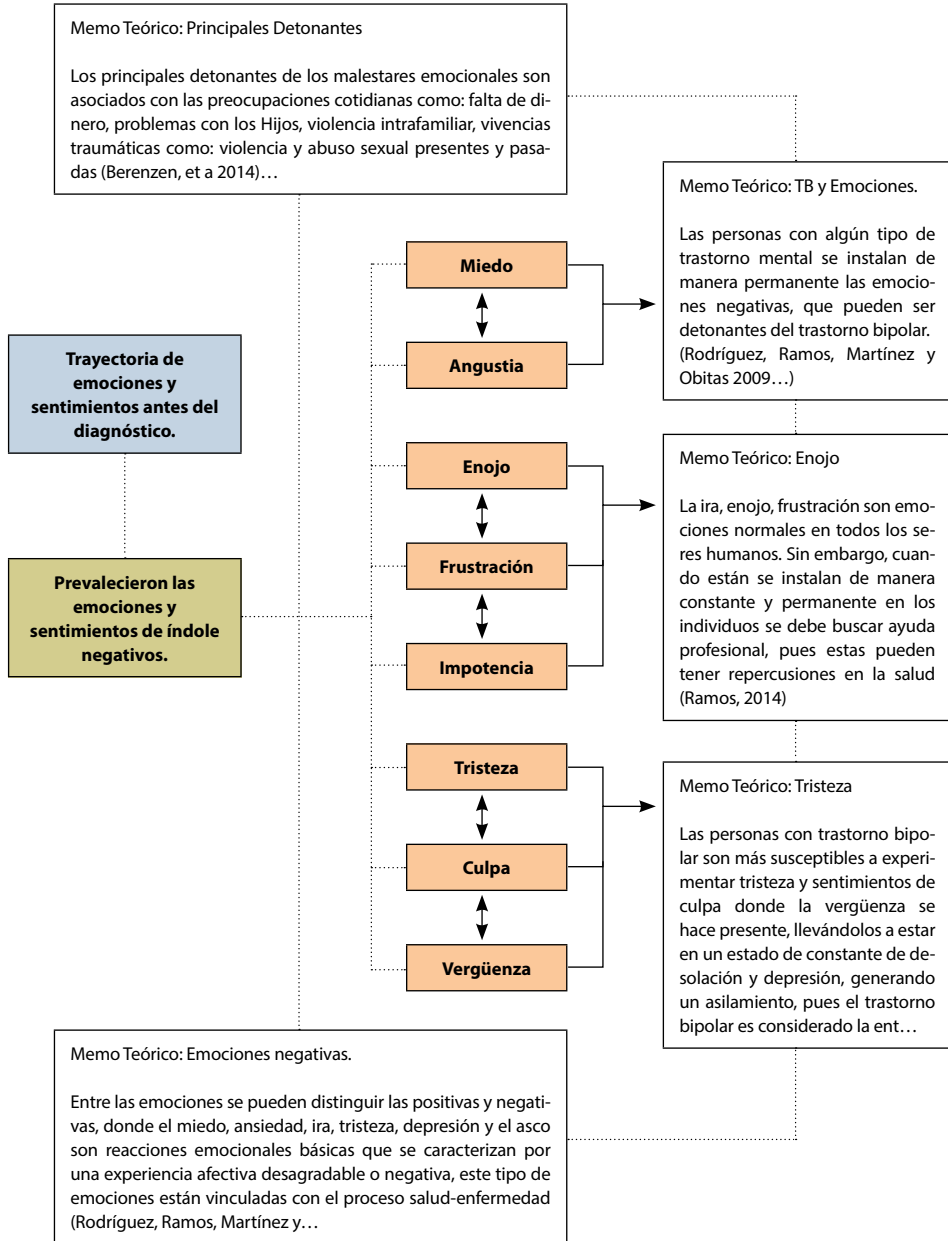 Memo Teórico: Principales Detonantes
Los principales detonantes de los malestares emocionales son
asociados con las preocupaciones cotidianas como: falta de di-
nero, problemas con los Hijos, violencia intrafamiliar, vivencias
traumáticas como: violencia y abuso sexual presentes y pasa-
das (Berenzen, et a 2014)…
Memo Teórico: TB y Emociones.
Las personas con algún tipo de
trastorno mental se instalan de
manera permanente las emocio-
nes negativas, que pueden ser
detonantes del trastorno bipolar.
(Rodríguez, Ramos, Martínez y
Obitas 2009…)
Miedo
Angustia
Trayectoria de
emociones y
sentimientos antes del
diagnóstico.
Enojo
Frustración
Impotencia
Memo Teórico: Enojo
La ira, enojo, frustración son emo-
ciones normales en todos los se-
res humanos. Sin embargo, cuan-
do están se instalan de manera
constante y permanente en los
individuos se debe buscar ayuda
profesional, pues estas pueden
tener repercusiones en la salud
(Ramos, 2014)
Prevalecieron las
emociones y
sentimientos de índole
negativos.
Tristeza
Culpa
Vergüenza
Memo Teórico: Tristeza
Las personas con trastorno bipo-
lar son más susceptibles a experi-
mentar tristeza y sentimientos de
culpa donde la vergüenza se
hace presente, llevándolos a estar
en un estado de constante de de-
solación y depresión, generando
un asilamiento, pues el trastorno
bipolar es considerado la ent…
Memo Teórico: Emociones negativas.
Entre las emociones se pueden distinguir las positivas y negati-
vas, donde el miedo, ansiedad, ira, tristeza, depresión y el asco
son reacciones emocionales básicas que se caracterizan por
una experiencia afectiva desagradable o negativa, este tipo de
emociones están vinculadas con el proceso salud-enfermedad
(Rodríguez, Ramos, Martínez y…